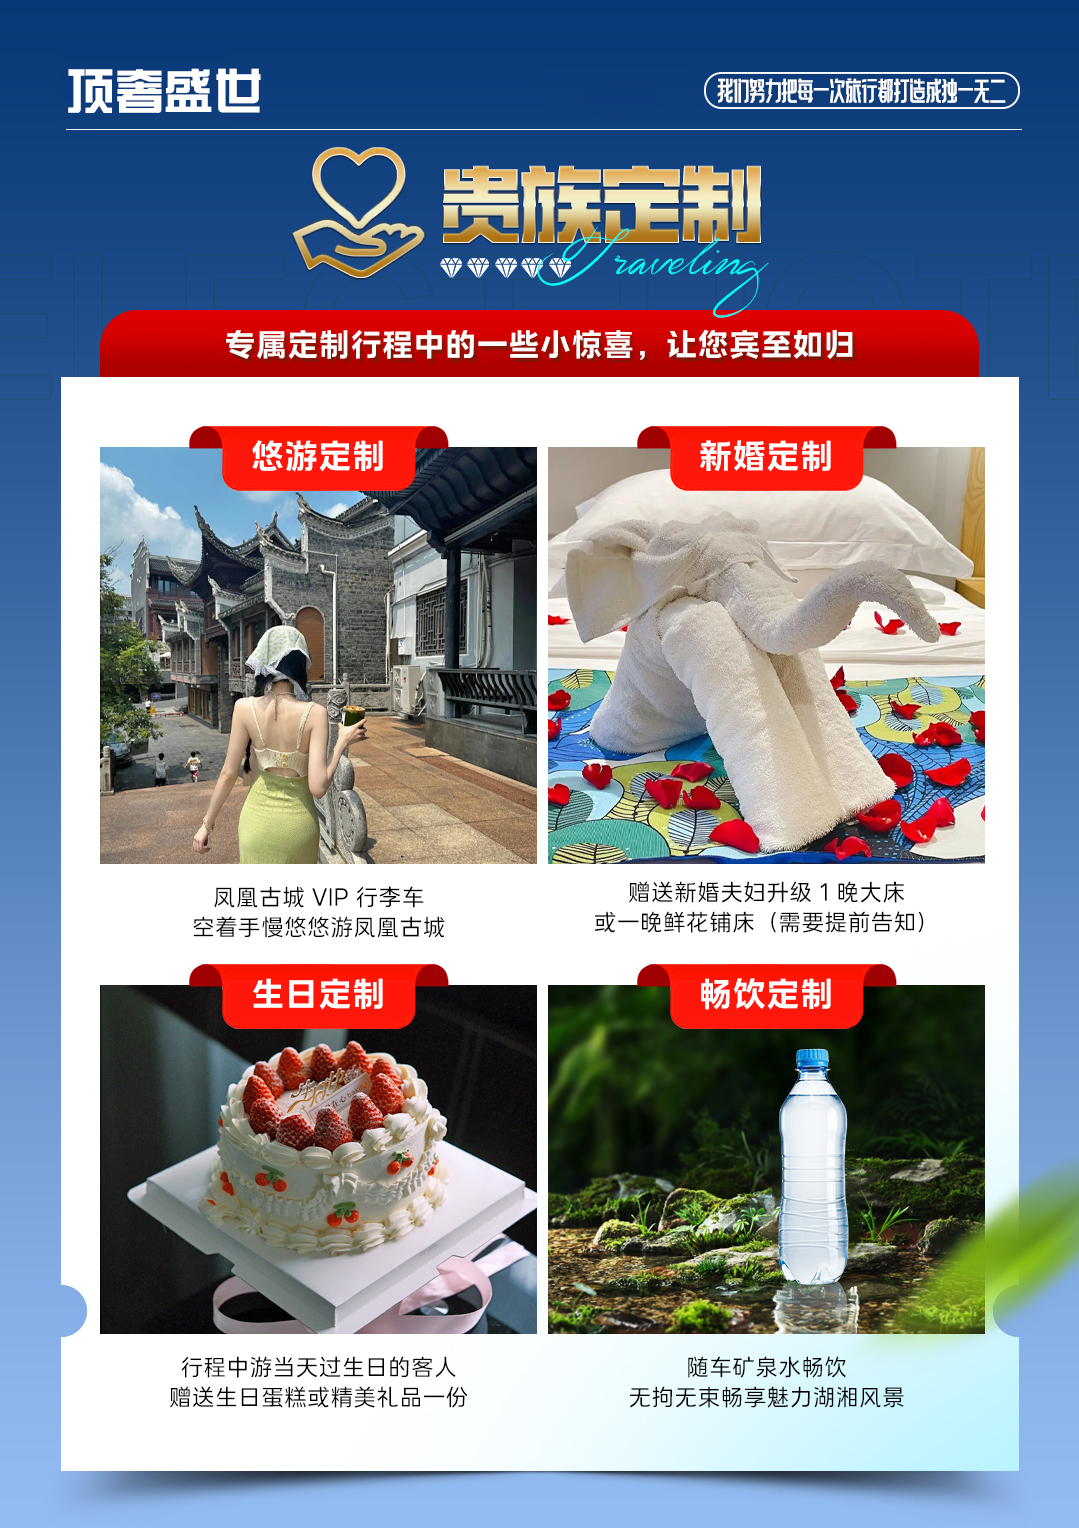 顶奢盛世
我们努力把每一次旅行都打造成独一无二
贵族定制
Traveling
专属定制行程中的一些小惊喜，让您宾至如归
悠游定制
新婚定制
凤凰古城 VIP 行李车
空着手慢悠悠游凤凰古城
赠送新婚夫妇升级 1 晚大床
或一晚鲜花铺床（需要提前告知）
生日定制
畅饮定制
行程中游当天过生日的客人
赠送生日蛋糕或精美礼品一份
随车矿泉水畅饮
无拘无束畅享魅力湖湘风景